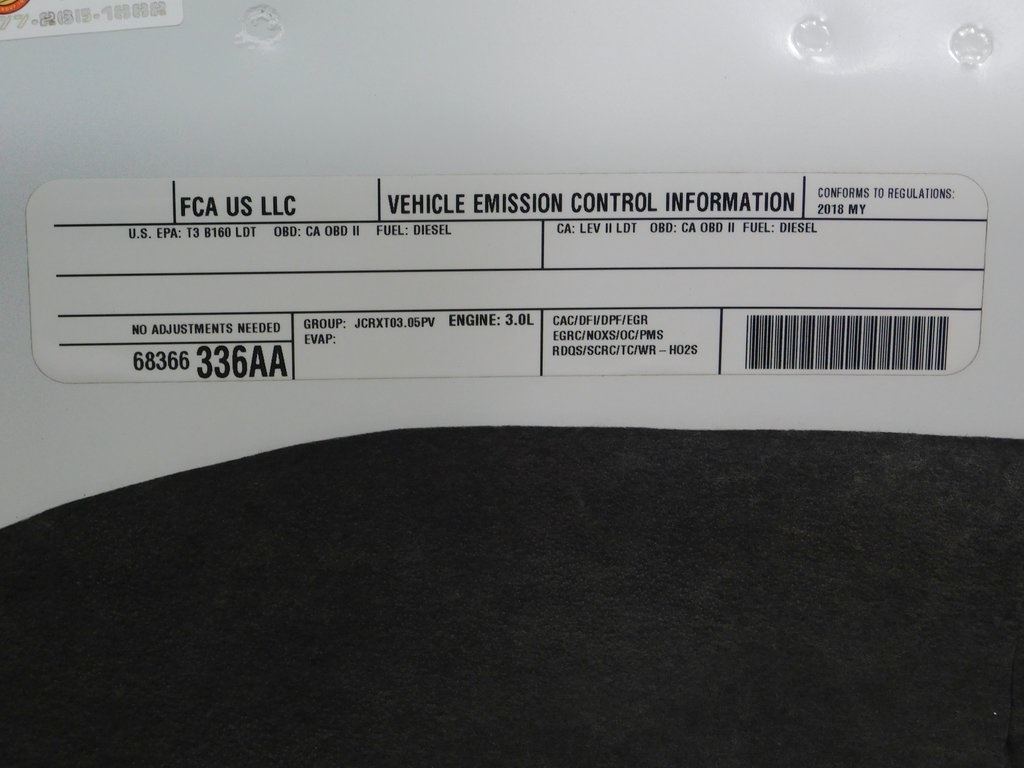 FCA US LLC
VEHICLE EMISSION CONTROL INFORMATION
CONFORMS TO REGULATIONS:
2018 MY
U.S. EPA: T3 B160 LDT OBD: CA OBD II FUEL: DIESEL
CA: LEV II LDT OBD: CA OBD II FUEL: DIESEL
NO ADJUSTMENTS NEEDED
68366 336AA
GROUP: JCRXT03.05PV ENGINE: 3.0L
EVAP:
CAC/DFI/DPF/EGR
EGRC/NOXS/OC/PMS
RDQS/SCRC/TC/WR - HO2S